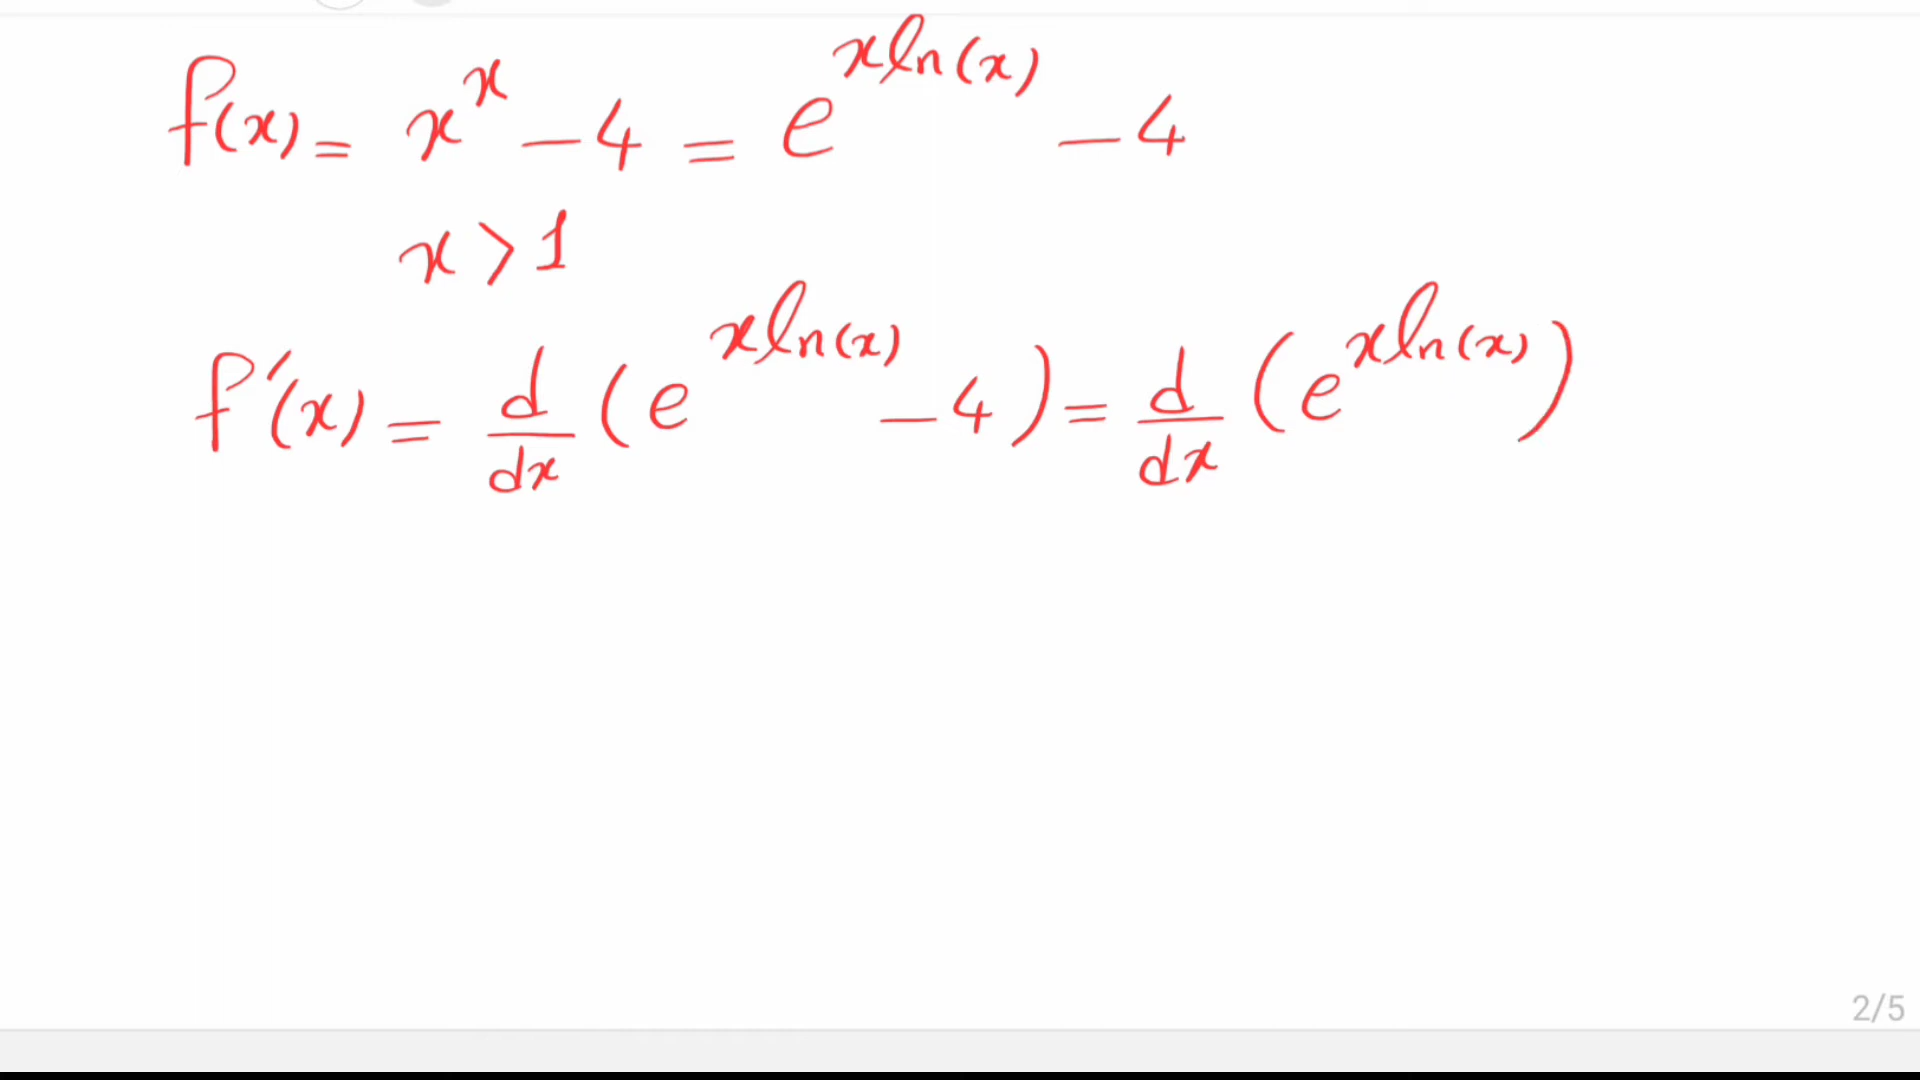 f(x) = x^x - 4 = e^{x ln(x)} - 4
x > 1
f'(x) = d/dx (e^{x ln(x)} - 4) = d/dx (e^{x ln(x)})
2/5